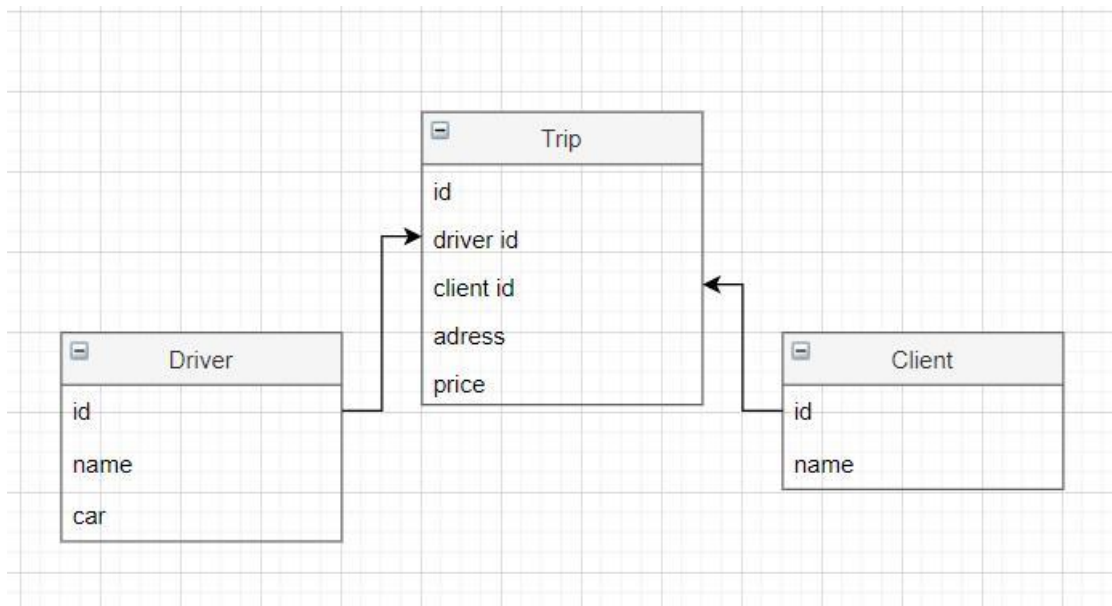 Trip
id
driver id
client id
adress
price
Driver
id
name
car
Client
id
name